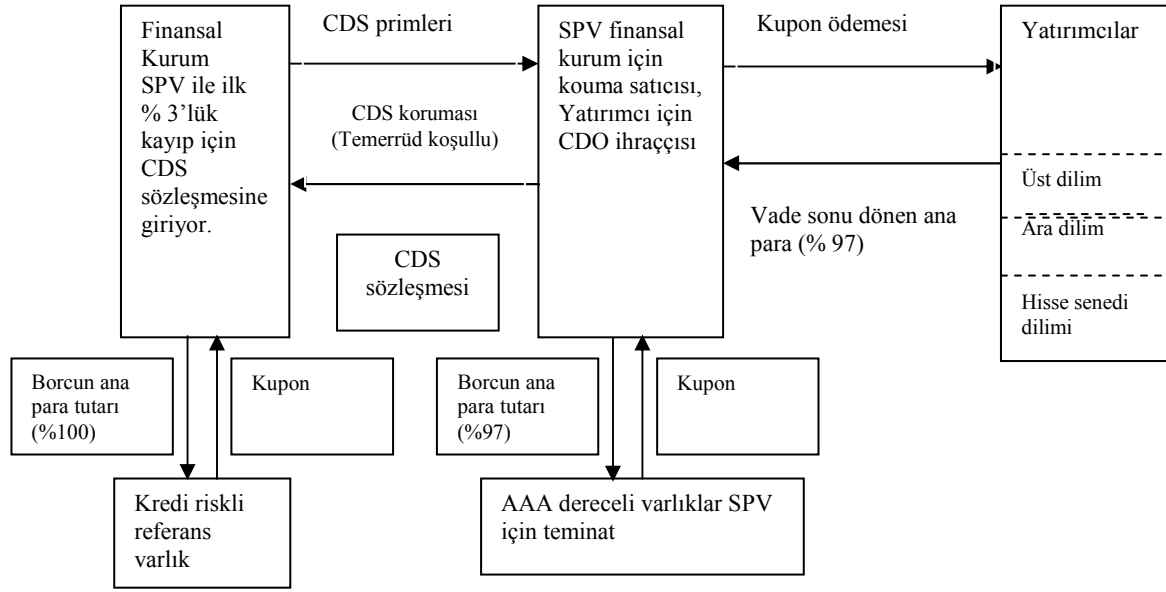 Finansal
Kurum
SPV ile ilk
% 3’lük
kayıp için
CDS
sözleşmesine
giriyor.
CDS primleri
CDS koruması
(Temerrüd koşullu)
CDS
sözleşmesi
SPV finansal
kurum için
kouma satıcısı,
Yatırımcı için
CDO ihraççısı
Kupon ödemesi
Vade sonu dönen ana
para (% 97)
Yatırımcılar
Üst dilim
Ara dilim
Hisse senedi
dilimi
Borcun ana
para tutarı
(%100)
Kupon
Borcun ana
para tutarı
(%97)
Kupon
Kredi riskli
referans
varlık
AAA dereceli varlıklar SPV
için teminat